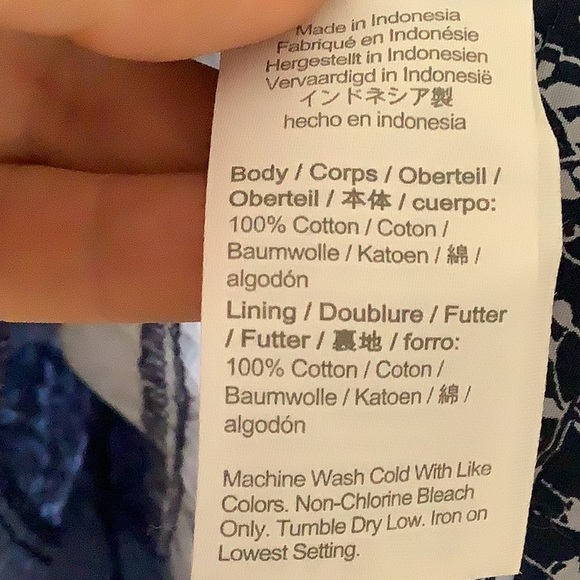 Made in Indonesia
Fabriqué en Indonésie
Hergestellt in Indonesien
Vervaardigd in Indonesië
インドネシア製
hecho en indonesia
Body / Corps / Oberteil /
Oberteil / 本体 / cuerpo:
100% Cotton / Coton /
Baumwolle / Katoen / 綿 /
algodón
Lining / Doublure / Futter
/ Futter / 裏地 / forro:
100% Cotton / Coton /
Baumwolle / Katoen / 綿 /
algodón
Machine Wash Cold With Like
Colors. Non-Chlorine Bleach
Only. Tumble Dry Low. Iron on
Lowest Setting.